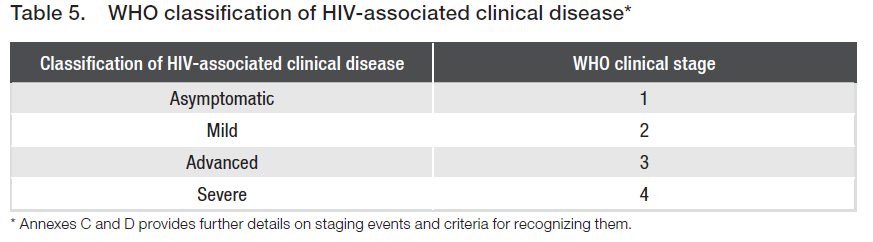 Table 5. WHO classification of HIV-associated clinical disease*
Classification of HIV-associated clinical disease WHO clinical stage
Asymptomatic 1
Mild 2
Advanced 3
Severe 4
* Annexes C and D provides further details on staging events and criteria for recognizing them.